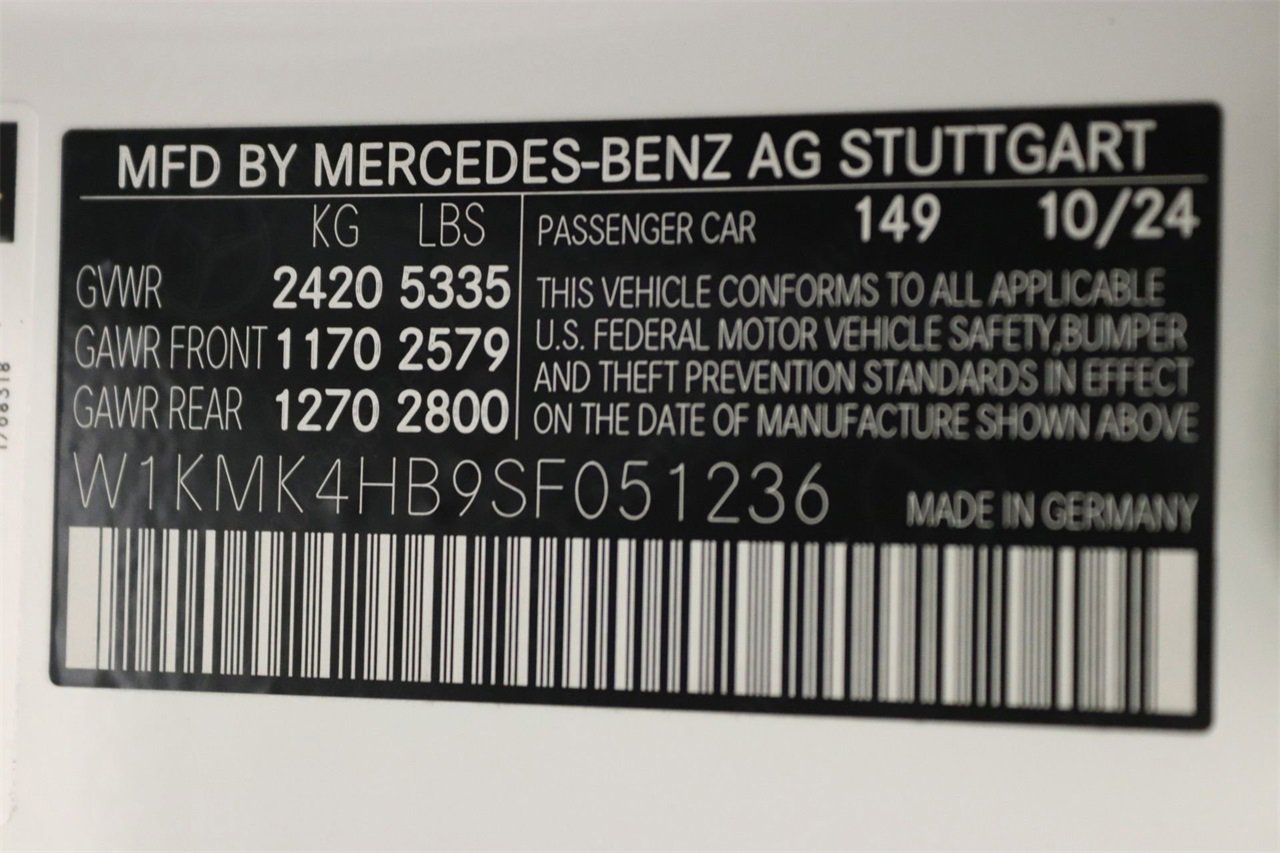 MFD BY MERCEDES-BENZ AG STUTTGART
KG LBS
GVWR 2420 5335
GAWR FRONT 1170 2579
GAWR REAR 1270 2800
PASSENGER CAR 149 10/24
THIS VEHICLE CONFORMS TO ALL APPLICABLE
U.S. FEDERAL MOTOR VEHICLE SAFETY,BUMPER
AND THEFT PREVENTION STANDARDS IN EFFECT
ON THE DATE OF MANUFACTURE SHOWN ABOVE
W1KMK4HB9SF051236
MADE IN GERMANY